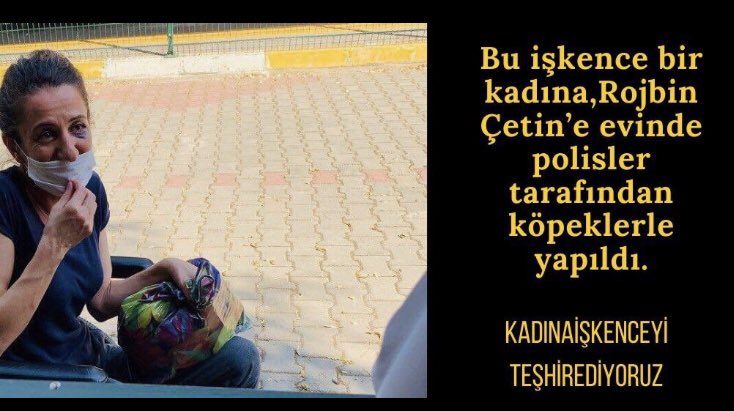 Bu işkence bir
kadına,Rojbin
Çetin’e evinde
polisler
tarafından
köpeklerle
yapıldı.
KADINAİŞKENCEYİ
TEŞHİREDİYORUZ